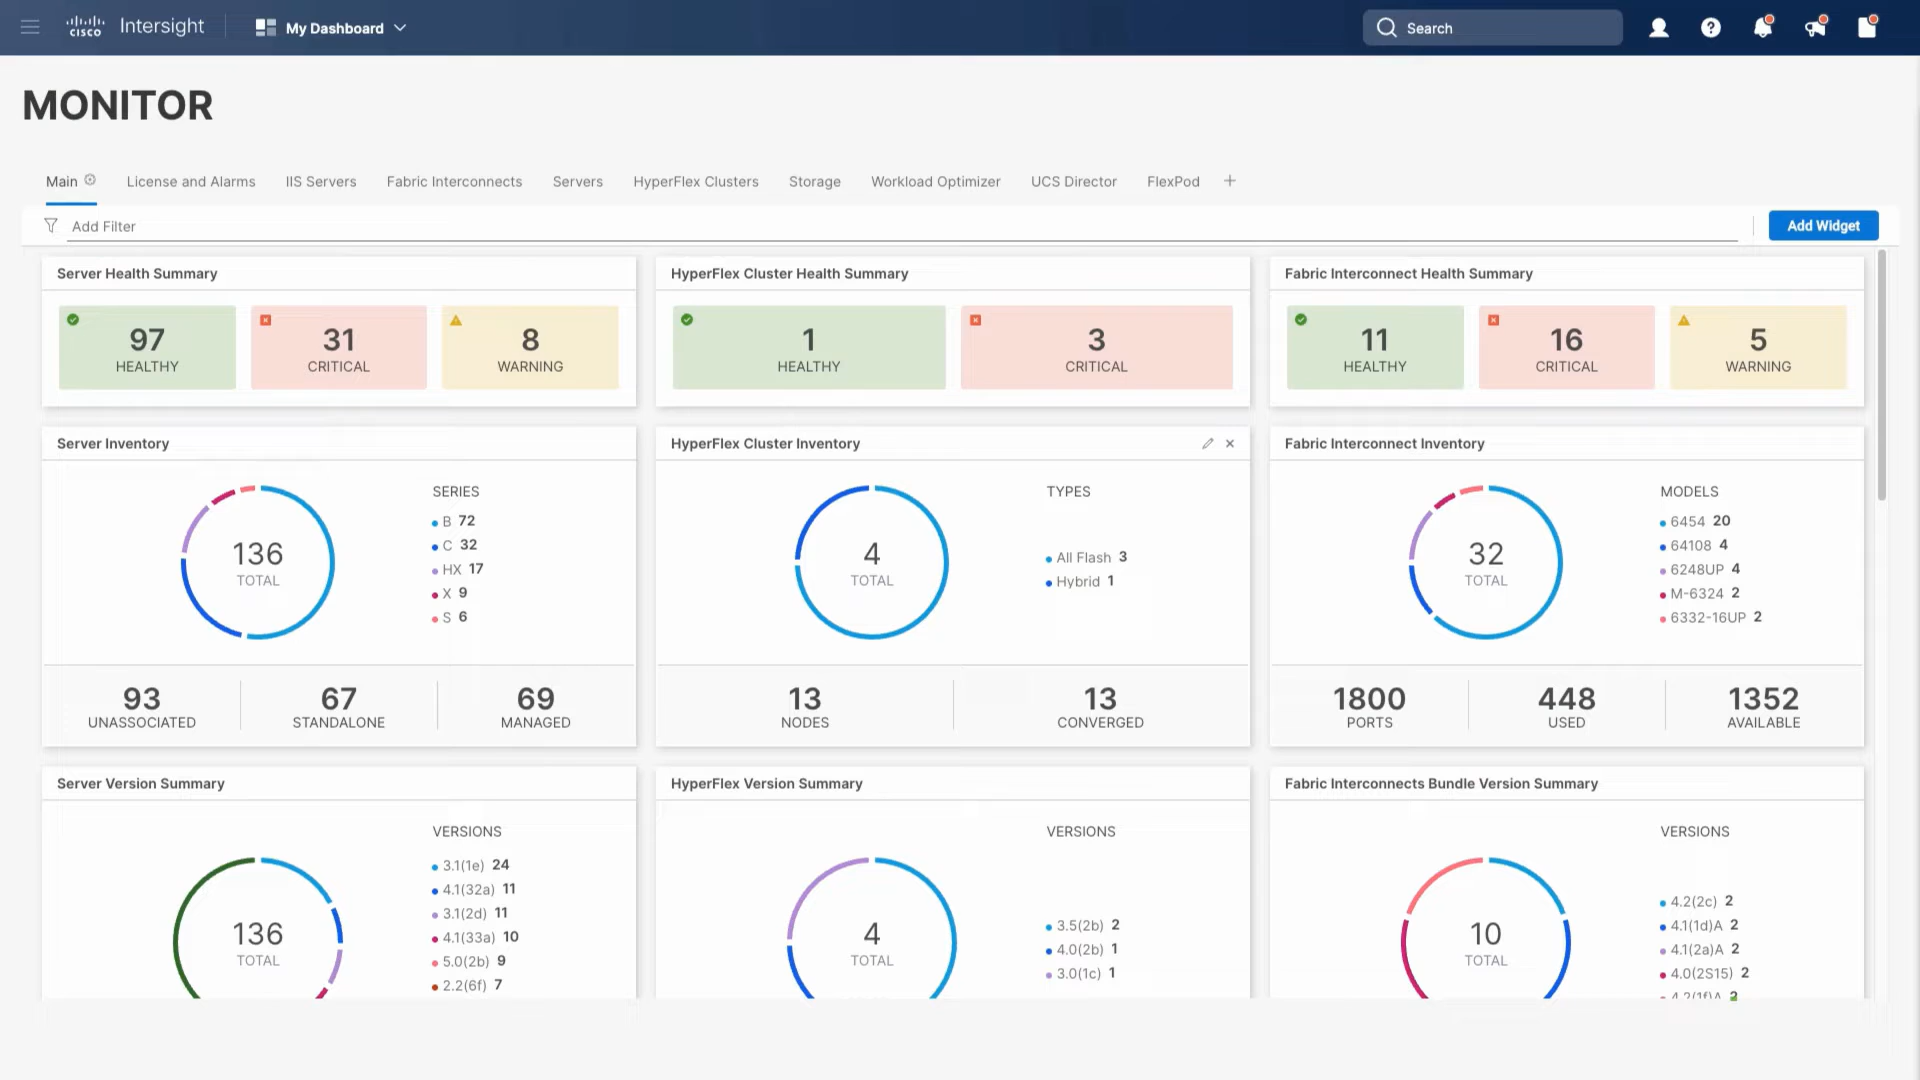 cisco Intersight My Dashboard Search
MONITOR
Main License and Alarms IIS Servers Fabric Interconnects Servers HyperFlex Clusters Storage Workload Optimizer UCS Director FlexPod +
Add Filter Add Widget
Server Health Summary
97 31 8
HEALTHY CRITICAL WARNING
HyperFlex Cluster Health Summary
1 3
HEALTHY CRITICAL
Fabric Interconnect Health Summary
11 16 5
HEALTHY CRITICAL WARNING
Server Inventory
136
TOTAL
SERIES
B 72
C 32
HX 17
X 9
S 6
93 67 69
UNASSOCIATED STANDALONE MANAGED
HyperFlex Cluster Inventory
4
TOTAL
TYPES
All Flash 3
Hybrid 1
13 13
NODES CONVERGED
Fabric Interconnect Inventory
32
TOTAL
MODELS
6454 20
64108 4
6248UP 4
M-6324 2
6332-16UP 2
1800 448 1352
PORTS USED AVAILABLE
Server Version Summary
136
TOTAL
VERSIONS
3.1(1e) 24
4.1(32a) 11
3.1(2d) 11
4.1(33a) 10
5.0(2b) 9
2.2(6f) 7
HyperFlex Version Summary
4
TOTAL
VERSIONS
3.5(2b) 2
4.0(2b) 1
3.0(1c) 1
Fabric Interconnects Bundle Version Summary
10
TOTAL
VERSIONS
4.2(2c) 2
4.1(1d)A 2
4.1(2a)A 2
4.0(2S15) 2
4.2(1f)A 2